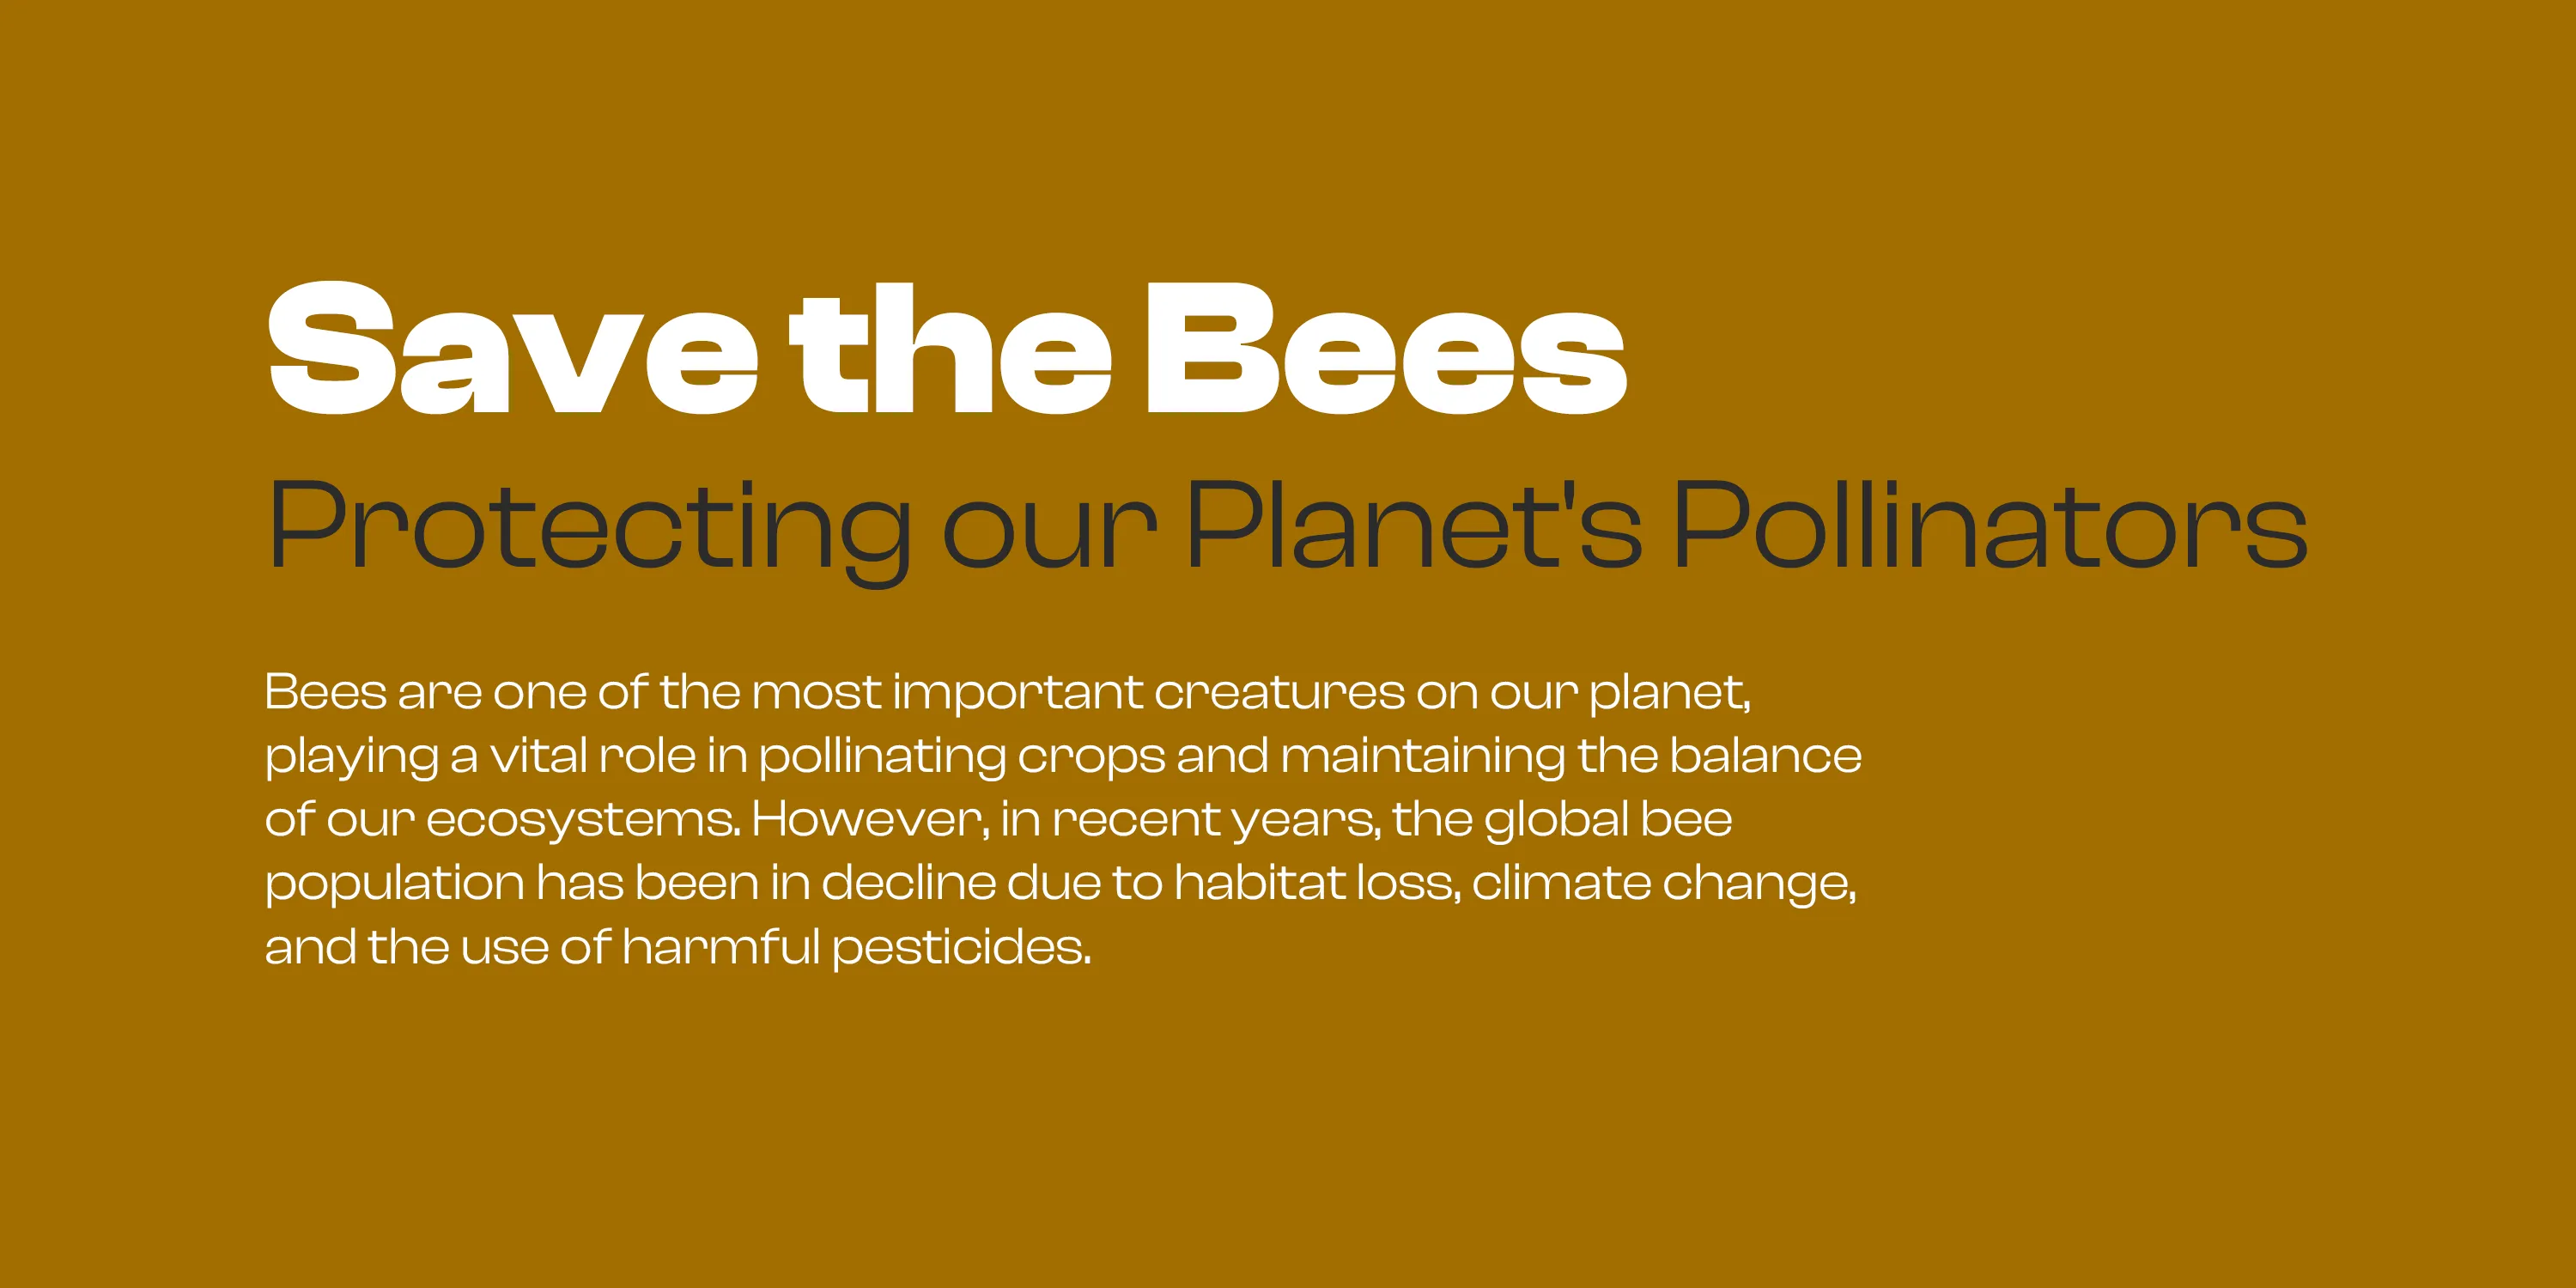 Save the Bees
Protecting our Planet's Pollinators
Bees are one of the most important creatures on our planet,
playing a vital role in pollinating crops and maintaining the balance
of our ecosystems. However, in recent years, the global bee
population has been in decline due to habitat loss, climate change,
and the use of harmful pesticides.